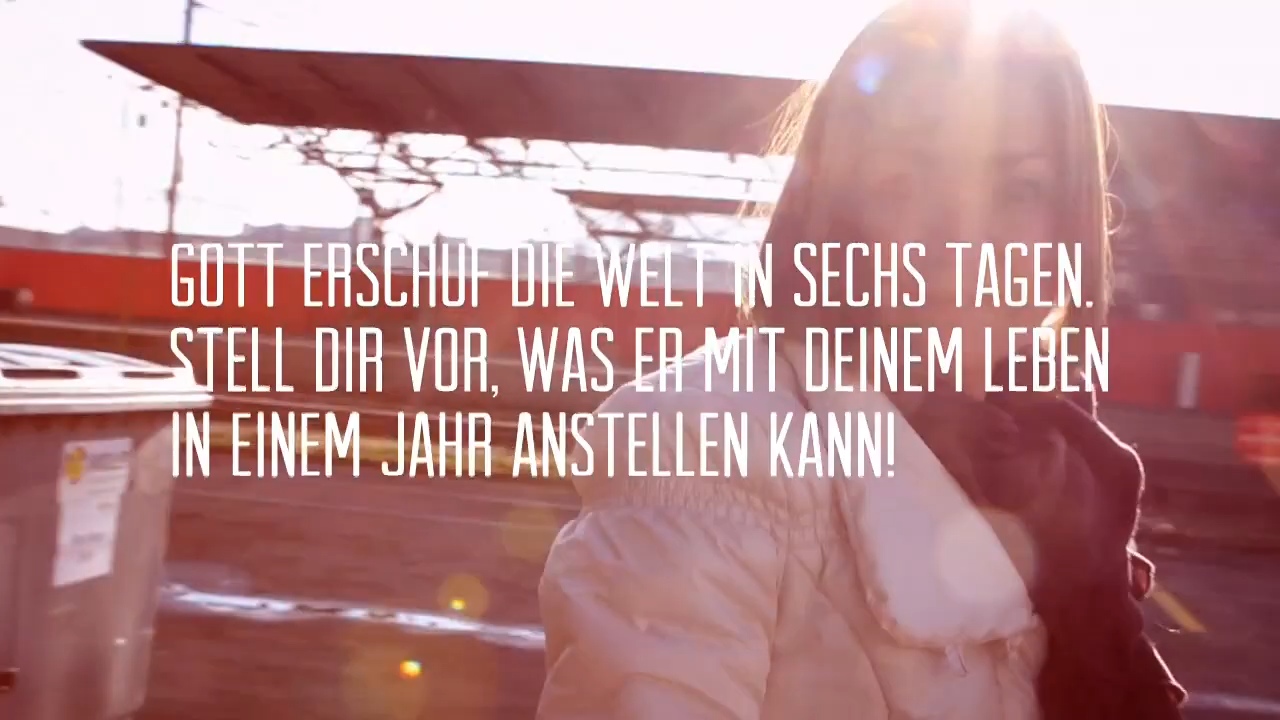 GOTT ERSCHUF DIE WELT IN SECHS TAGEN.
STELL DIR VOR, WAS ER MIT DEINEM LEBEN
IN EINEM JAHR ANSTELLEN KANN!